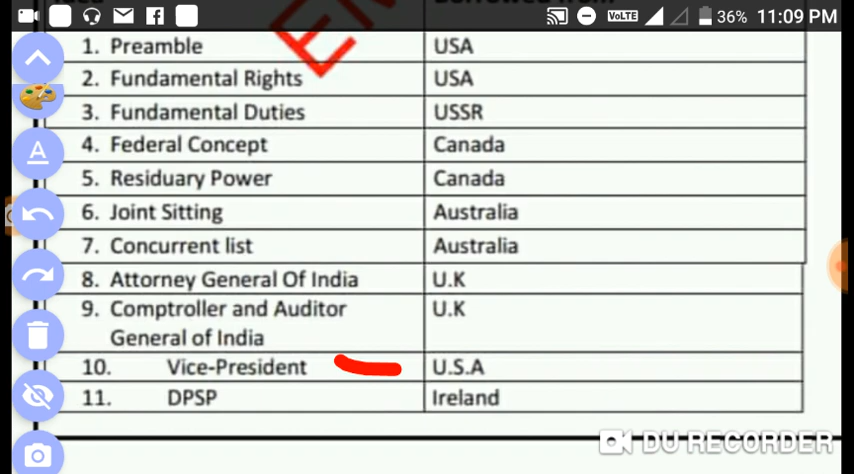 VoLTE 36% 11:09 PM
1. Preamble USA
2. Fundamental Rights USA
3. Fundamental Duties USSR
4. Federal Concept Canada
5. Residuary Power Canada
6. Joint Sitting Australia
7. Concurrent list Australia
8. Attorney General Of India U.K
9. Comptroller and Auditor U.K
General of India
10. Vice-President U.S.A
11. DPSP Ireland
DU RECORDER
A